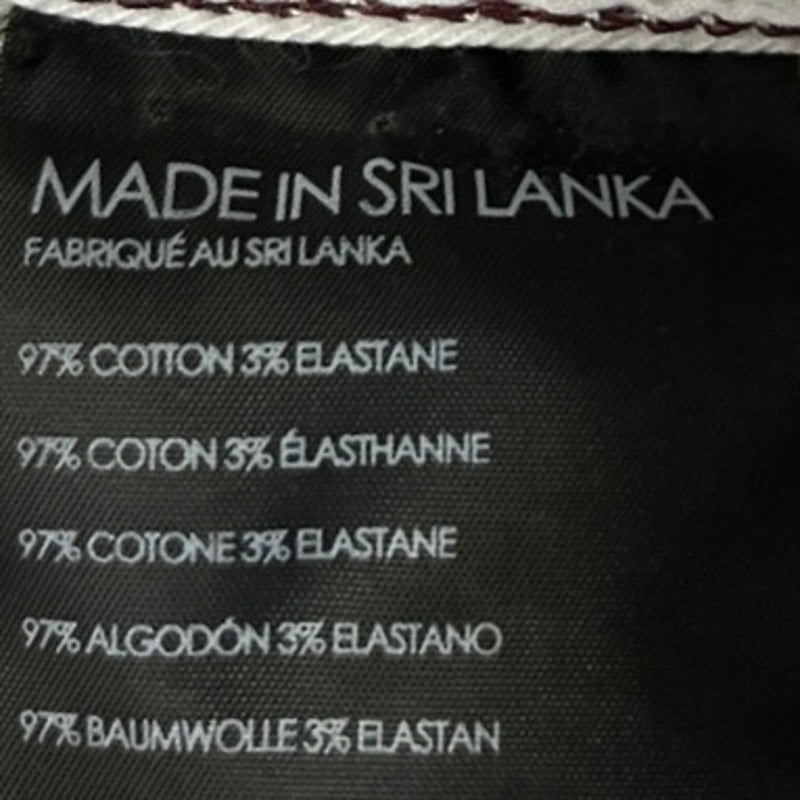 MADE IN SRI LANKA
FABRIQUÉ AU SRI LANKA
97% COTTON 3% ELASTANE
97% COTON 3% ÉLASTHANNE
97% COTONE 3% ELASTANE
97% ALGODÓN 3% ELASTANO
97% BAUMWOLLE 3% ELASTAN